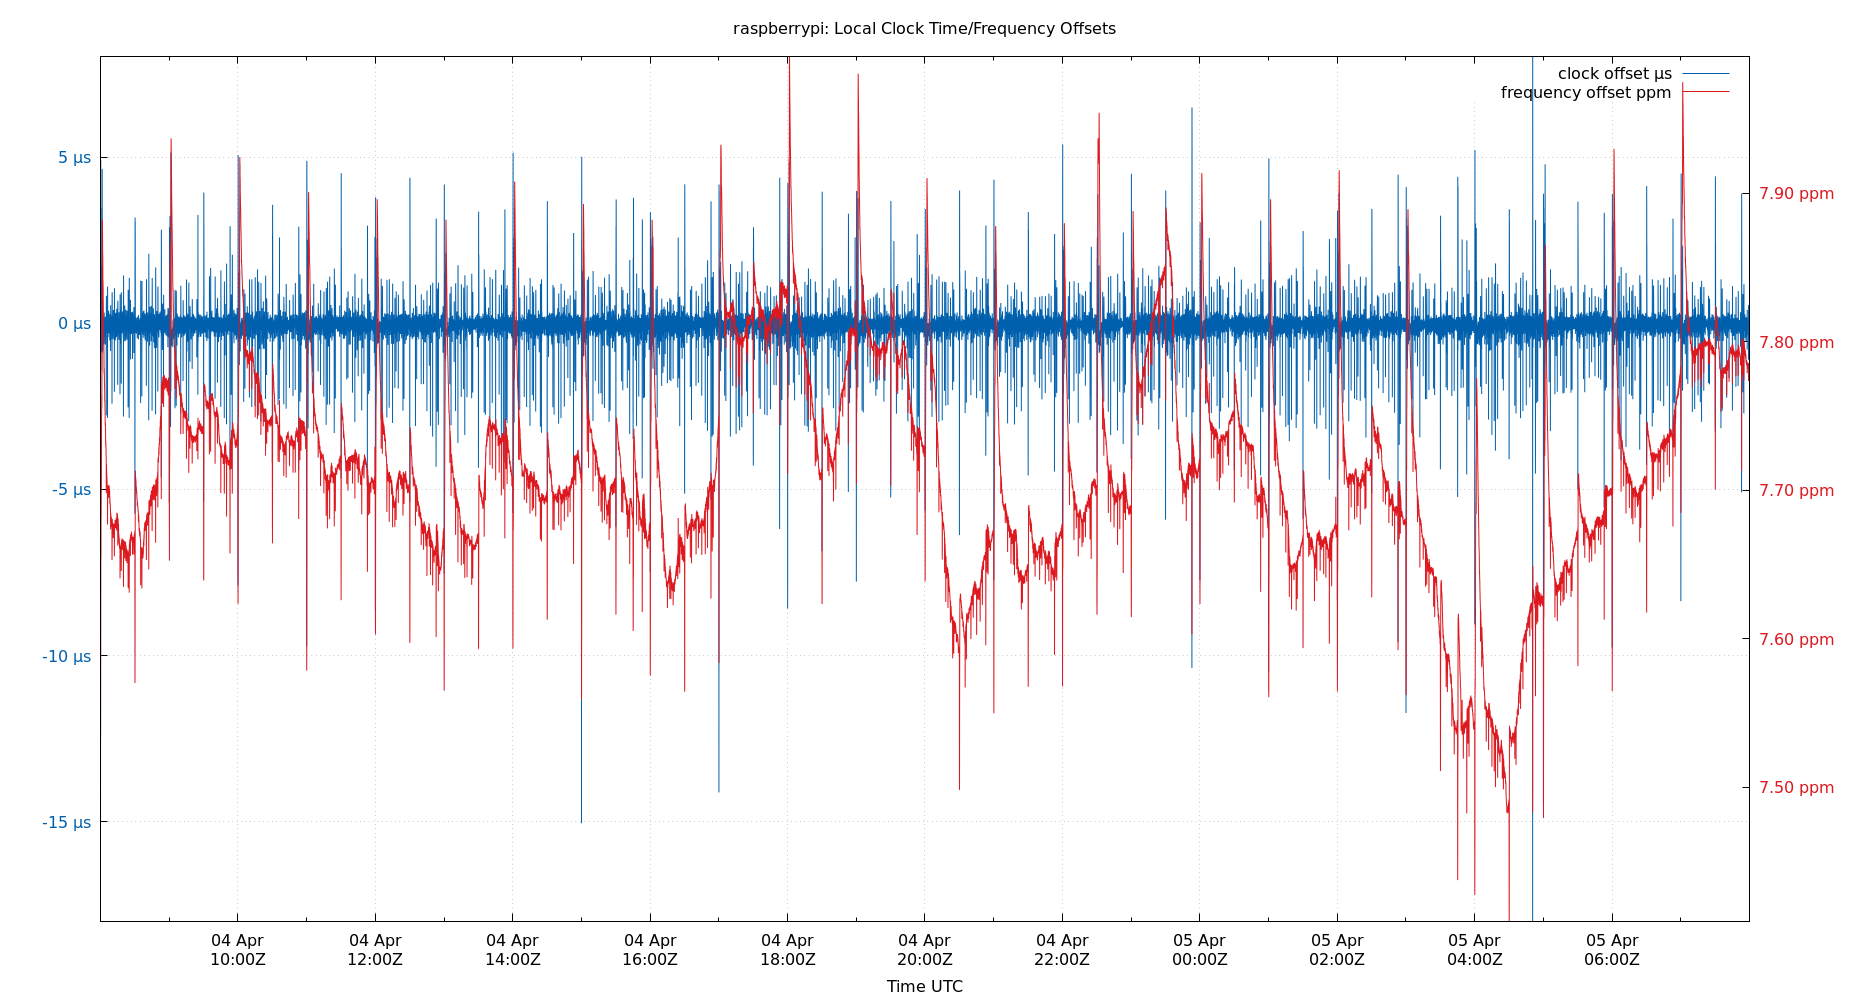 raspberrypi: Local Clock Time/Frequency Offsets
clock offset µs
frequency offset ppm
5 µs
0 µs
-5 µs
-10 µs
-15 µs
7.90 ppm
7.80 ppm
7.70 ppm
7.60 ppm
7.50 ppm
04 Apr 04 Apr 04 Apr 04 Apr 04 Apr 04 Apr 04 Apr 05 Apr 05 Apr 05 Apr 05 Apr
10:00Z 12:00Z 14:00Z 16:00Z 18:00Z 20:00Z 22:00Z 00:00Z 02:00Z 04:00Z 06:00Z
Time UTC